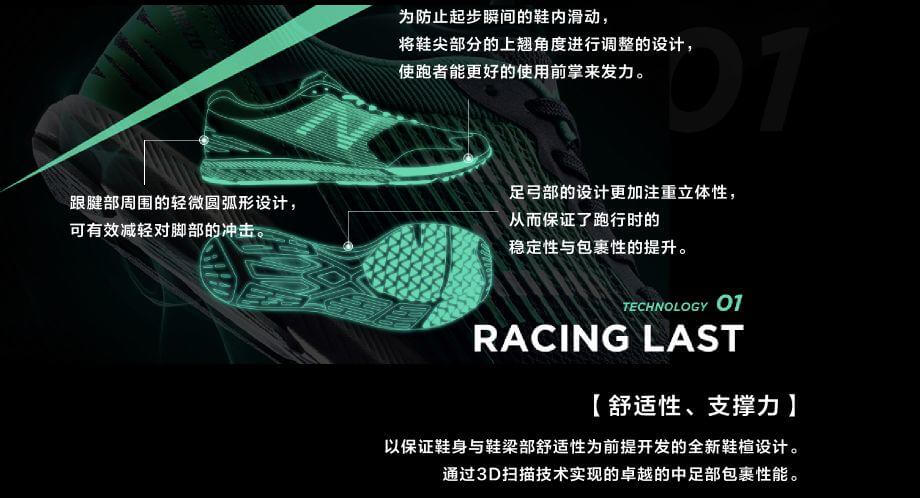 为防止起步瞬间的鞋内滑动，
将鞋尖部分的上翘角度进行调整的设计，
使跑者能更好的使用前掌来发力。
01
跟腱部周围的轻微圆弧形设计，
可有效减轻对脚部的冲击。
足弓部的设计更加注重立体性，
从而保证了跑行时的
稳定性与包裹性的提升。
TECHNOLOGY 01
RACING LAST
【 舒适性、支撑力 】
以保证鞋身与鞋梁部舒适性为前提开发的全新鞋楦设计。
通过3D扫描技术实现的卓越的中足部包裹性能。